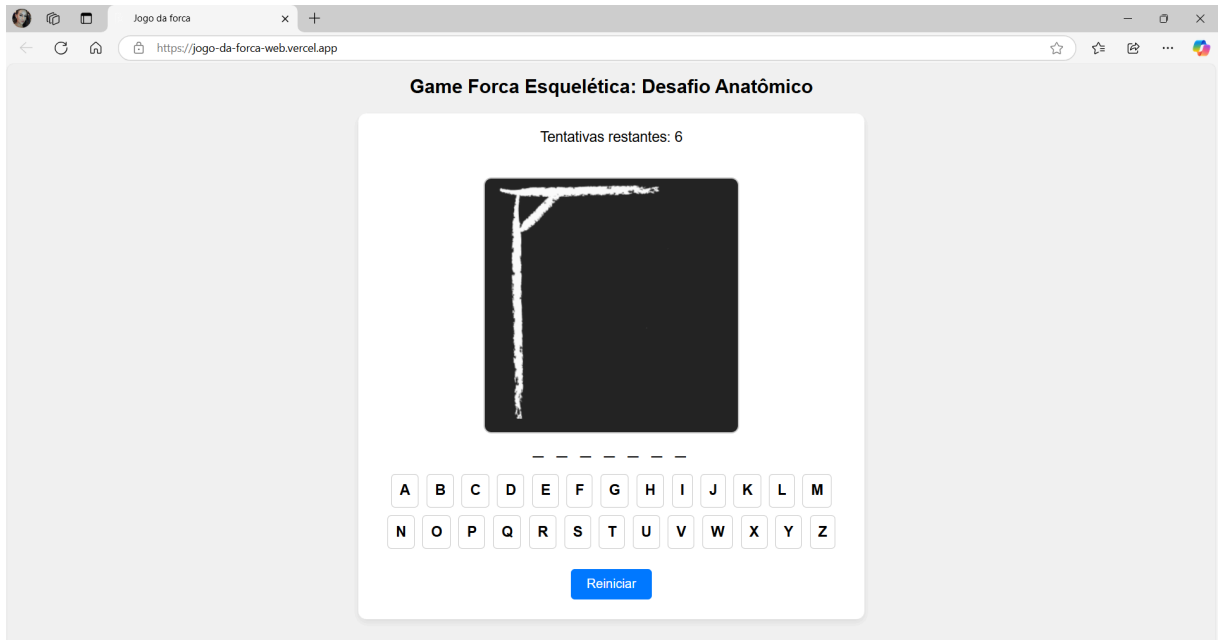 Jogo da forca
https://jogo-da-forca-web.vercel.app
Game Forca Esquelética: Desafio Anatômico
Tentativas restantes: 6
_ _ _ _ _ _ _
A B C D E F G H I J K L M
N O P Q R S T U V W X Y Z
Reiniciar